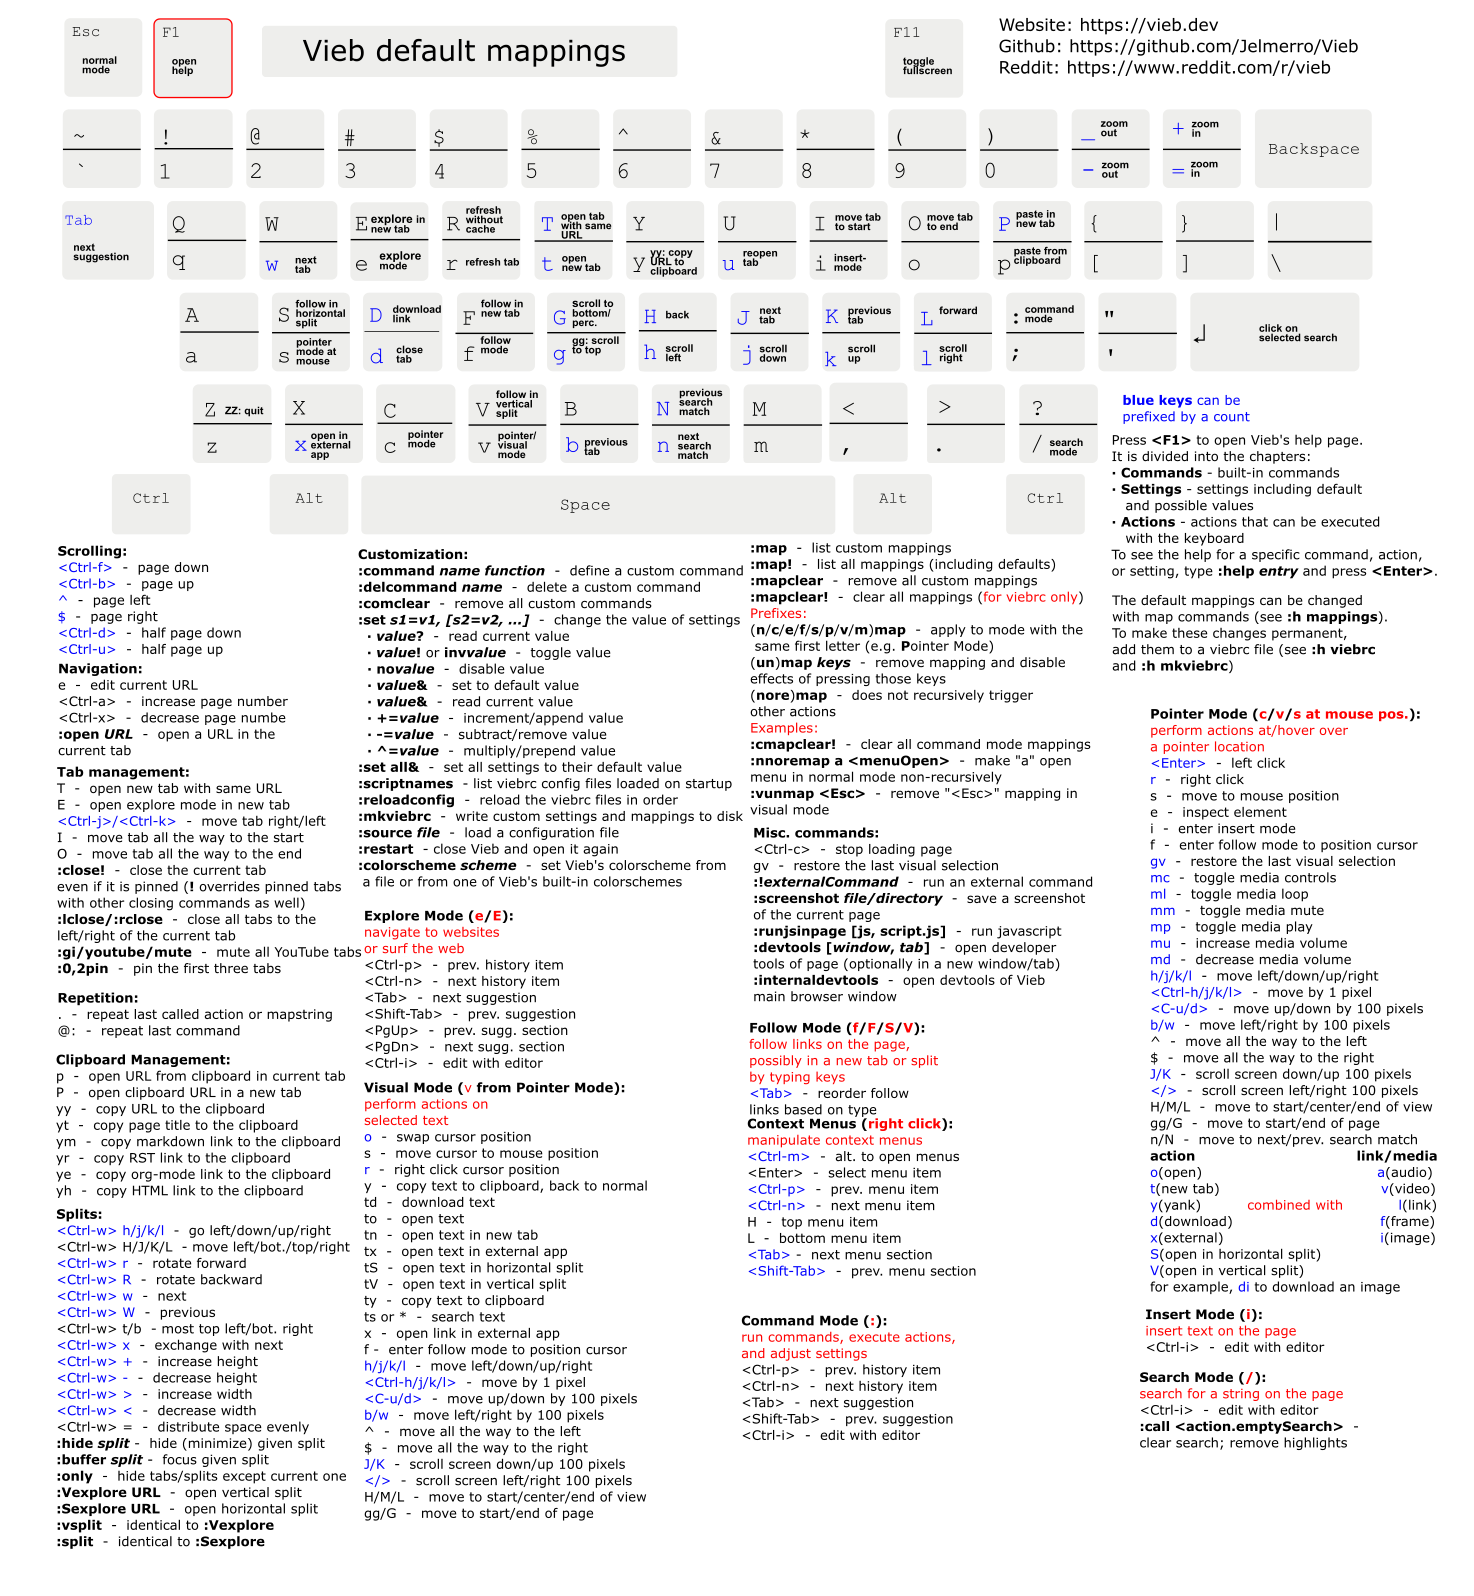 Esc
normal
mode
F1
open
help
Vieb default mappings
F11
toggle
fullscreen
Website: https://vieb.dev
Github: https://github.com/Jelmerro/Vieb
Reddit: https://www.reddit.com/r/vieb
~
`
!
1
@
2
#
3
$
4
%
5
^
6
&
7
*
8
(
9
)
0
_ zoom
out
- zoom
out
+ zoom
in
= zoom
in
Backspace
Tab
next
suggestion
Q
q
W
w next
tab
E explore in
new tab
e explore
mode
R refresh
without
cache
r refresh tab
T open tab
with same
URL
t open
new tab
Y
y yy: copy
URL to
clipboard
U
u reopen
tab
I move tab
to start
i insert-
mode
O move tab
to end
o
P paste in
new tab
p paste from
clipboard
{
[
}
]
|
\
A
a
S follow in
horizontal
split
s pointer
mode at
mouse
D download
link
d close
tab
F follow in
new tab
f follow
mode
G scroll to
bottom/
perc.
g gg: scroll
to top
H back
h scroll
left
J next
tab
j scroll
down
K previous
tab
k scroll
up
L forward
l scroll
right
: command
mode
;
"
'
↲ click on
selected search
Z ZZ: quit
z
X
x open in
external
app
C
c pointer
mode
V follow in
vertical
split
v pointer/
visual
mode
B
b previous
tab
N previous
search
match
n next
search
match
M
m
<
,
>
.
?
/ search
mode
Ctrl
Alt
Space
Alt
Ctrl
blue keys can be
prefixed by a count
Press <F1> to open Vieb's help page.
It is divided into the chapters:
· Commands - built-in commands
· Settings - settings including default
and possible values
· Actions - actions that can be executed
with the keyboard
To see the help for a specific command, action,
or setting, type :help entry and press <Enter>.
The default mappings can be changed
with map commands (see :h mappings).
To make these changes permanent,
add them to a viebrc file (see :h viebrc
and :h mkviebrc)
Scrolling:
<Ctrl-f> - page down
<Ctrl-b> - page up
^ - page left
$ - page right
<Ctrl-d> - half page down
<Ctrl-u> - half page up
Navigation:
e - edit current URL
<Ctrl-a> - increase page number
<Ctrl-x> - decrease page numbe
:open URL - open a URL in the
current tab
Tab management:
T - open new tab with same URL
E - open explore mode in new tab
<Ctrl-j>/<Ctrl-k> - move tab right/left
I - move tab all the way to the start
O - move tab all the way to the end
:close! - close the current tab
even if it is pinned (! overrides pinned tabs
with other closing commands as well)
:lclose/:rclose - close all tabs to the
left/right of the current tab
:gi/youtube/mute - mute all YouTube tabs
:0,2pin - pin the first three tabs
Repetition:
. - repeat last called action or mapstring
@: - repeat last command
Clipboard Management:
p - open URL from clipboard in current tab
P - open clipboard URL in a new tab
yy - copy URL to the clipboard
yt - copy page title to the clipboard
ym - copy markdown link to the clipboard
yr - copy RST link to the clipboard
ye - copy org-mode link to the clipboard
yh - copy HTML link to the clipboard
Splits:
<Ctrl-w> h/j/k/l - go left/down/up/right
<Ctrl-w> H/J/K/L - move left/bot./top/right
<Ctrl-w> r - rotate forward
<Ctrl-w> R - rotate backward
<Ctrl-w> w - next
<Ctrl-w> W - previous
<Ctrl-w> t/b - most top left/bot. right
<Ctrl-w> x - exchange with next
<Ctrl-w> + - increase height
<Ctrl-w> - - decrease height
<Ctrl-w> > - increase width
<Ctrl-w> < - decrease width
<Ctrl-w> = - distribute space evenly
:hide split - hide (minimize) given split
:buffer split - focus given split
:only - hide tabs/splits except current one
:Vexplore URL - open vertical split
:Sexplore URL - open horizontal split
:vsplit - identical to :Vexplore
:split - identical to :Sexplore
Customization:
:command name function - define a custom command
:delcommand name - delete a custom command
:comclear - remove all custom commands
:set s1=v1, [s2=v2, ...] - change the value of settings
· value? - read current value
· value! or invvalue - toggle value
· novalue - disable value
· value& - set to default value
· value& - read current value
· +=value - increment/append value
· -=value - subtract/remove value
· ^=value - multiply/prepend value
:set all& - set all settings to their default value
:scriptnames - list viebrc config files loaded on startup
:reloadconfig - reload the viebrc files in order
:mkviebrc - write custom settings and mappings to disk
:source file - load a configuration file
:restart - close Vieb and open it again
:colorscheme scheme - set Vieb's colorscheme from
a file or from one of Vieb's built-in colorschemes
Explore Mode (e/E):
navigate to websites
or surf the web
<Ctrl-p> - prev. history item
<Ctrl-n> - next history item
<Tab> - next suggestion
<Shift-Tab> - prev. suggestion
<PgUp> - prev. sugg. section
<PgDn> - next sugg. section
<Ctrl-i> - edit with editor
Visual Mode (v from Pointer Mode):
perform actions on
selected text
o - swap cursor position
s - move cursor to mouse position
r - right click cursor position
y - copy text to clipboard, back to normal
td - download text
to - open text
tn - open text in new tab
tx - open text in external app
tS - open text in horizontal split
tV - open text in vertical split
ty - copy text to clipboard
ts or * - search text
x - open link in external app
f - enter follow mode to position cursor
h/j/k/l - move left/down/up/right
<Ctrl-h/j/k/l> - move by 1 pixel
<C-u/d> - move up/down by 100 pixels
b/w - move left/right by 100 pixels
^ - move all the way to the left
$ - move all the way to the right
J/K - scroll screen down/up 100 pixels
</> - scroll screen left/right 100 pixels
H/M/L - move to start/center/end of view
gg/G - move to start/end of page
:map - list custom mappings
:map! - list all mappings (including defaults)
:mapclear - remove all custom mappings
:mapclear! - clear all mappings (for viebrc only)
Prefixes:
(n/c/e/f/s/p/v/m)map - apply to mode with the
same first letter (e.g. Pointer Mode)
(un)map keys - remove mapping and disable
effects of pressing those keys
(nore)map - does not recursively trigger
other actions
Examples:
:cmapclear! - clear all command mode mappings
:nnoremap a <menuOpen> - make "a" open
menu in normal mode non-recursively
:vunmap <Esc> - remove "<Esc>" mapping in
visual mode
Misc. commands:
<Ctrl-c> - stop loading page
gv - restore the last visual selection
:!externalCommand - run an external command
:screenshot file/directory - save a screenshot
of the current page
:runjsinpage [js, script.js] - run javascript
:devtools [window, tab] - open developer
tools of page (optionally in a new window/tab)
:internaldevtools - open devtools of Vieb
main browser window
Follow Mode (f/F/S/V):
follow links on the page,
possibly in a new tab or split
by typing keys
<Tab> - reorder follow
links based on type
Context Menus (right click):
manipulate context menus
<Ctrl-m> - alt. to open menus
<Enter> - select menu item
<Ctrl-p> - prev. menu item
<Ctrl-n> - next menu item
H - top menu item
L - bottom menu item
<Tab> - next menu section
<Shift-Tab> - prev. menu section
Command Mode (:):
run commands, execute actions,
and adjust settings
<Ctrl-p> - prev. history item
<Ctrl-n> - next history item
<Tab> - next suggestion
<Shift-Tab> - prev. suggestion
<Ctrl-i> - edit with editor
Pointer Mode (c/v/s at mouse pos.):
perform actions at/hover over
a pointer location
<Enter> - left click
r - right click
s - move to mouse position
e - inspect element
i - enter insert mode
f - enter follow mode to position cursor
gv - restore the last visual selection
mc - toggle media controls
ml - toggle media loop
mm - toggle media mute
mp - toggle media play
mu - increase media volume
md - decrease media volume
h/j/k/l - move left/down/up/right
<Ctrl-h/j/k/l> - move by 1 pixel
<C-u/d> - move up/down by 100 pixels
b/w - move left/right by 100 pixels
^ - move all the way to the left
$ - move all the way to the right
J/K - scroll screen down/up 100 pixels
</> - scroll screen left/right 100 pixels
H/M/L - move to start/center/end of view
gg/G - move to start/end of page
n/N - move to next/prev. search match
action link/media
o(open) a(audio)
t(new tab) v(video)
y(yank) combined with l(link)
d(download) f(frame)
x(external) i(image)
S(open in horizontal split)
V(open in vertical split)
for example, di to download an image
Insert Mode (i):
insert text on the page
<Ctrl-i> - edit with editor
Search Mode (/):
search for a string on the page
<Ctrl-i> - edit with editor
:call <action.emptySearch> -
clear search; remove highlights